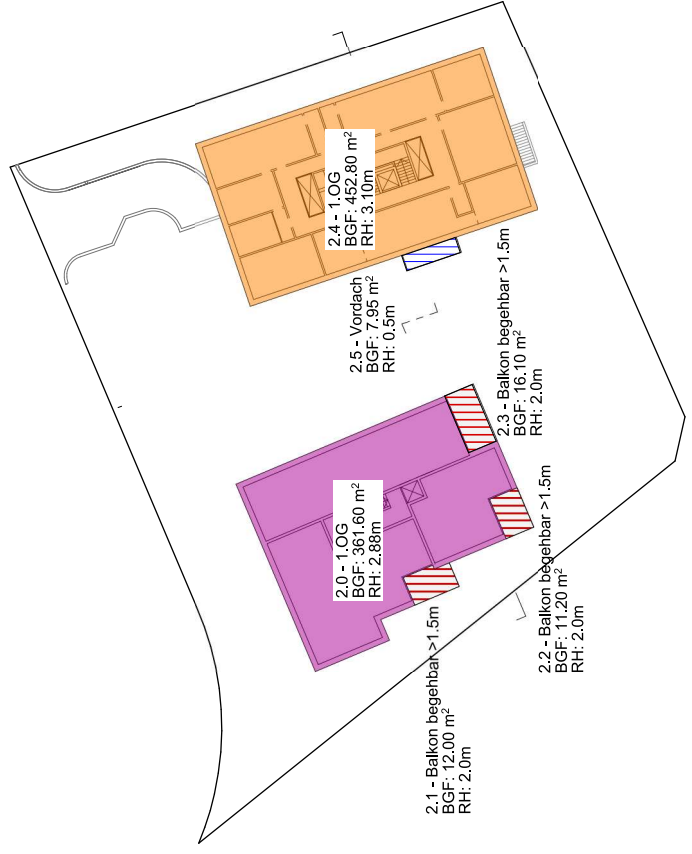 2.4 - 1.OG
BGF: 452.80 m²
RH: 3.10m
2.5 - Vordach
BGF: 7.95 m²
RH: 0.5m
2.3 - Balkon begehbar >1.5m
BGF: 16.10 m²
RH: 2.0m
2.0 - 1.OG
BGF: 361.60 m²
RH: 2.88m
2.2 - Balkon begehbar >1.5m
BGF: 11.20 m²
RH: 2.0m
2.1 - Balkon begehbar >1.5m
BGF: 12.00 m²
RH: 2.0m